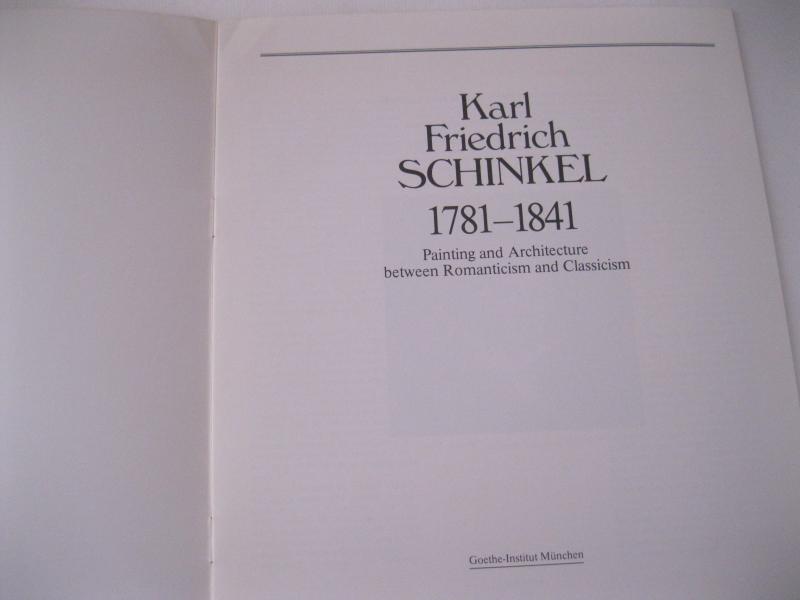 Karl
Friedrich
SCHINKEL
1781–1841
Painting and Architecture
between Romanticism and Classicism
Goethe-Institut München